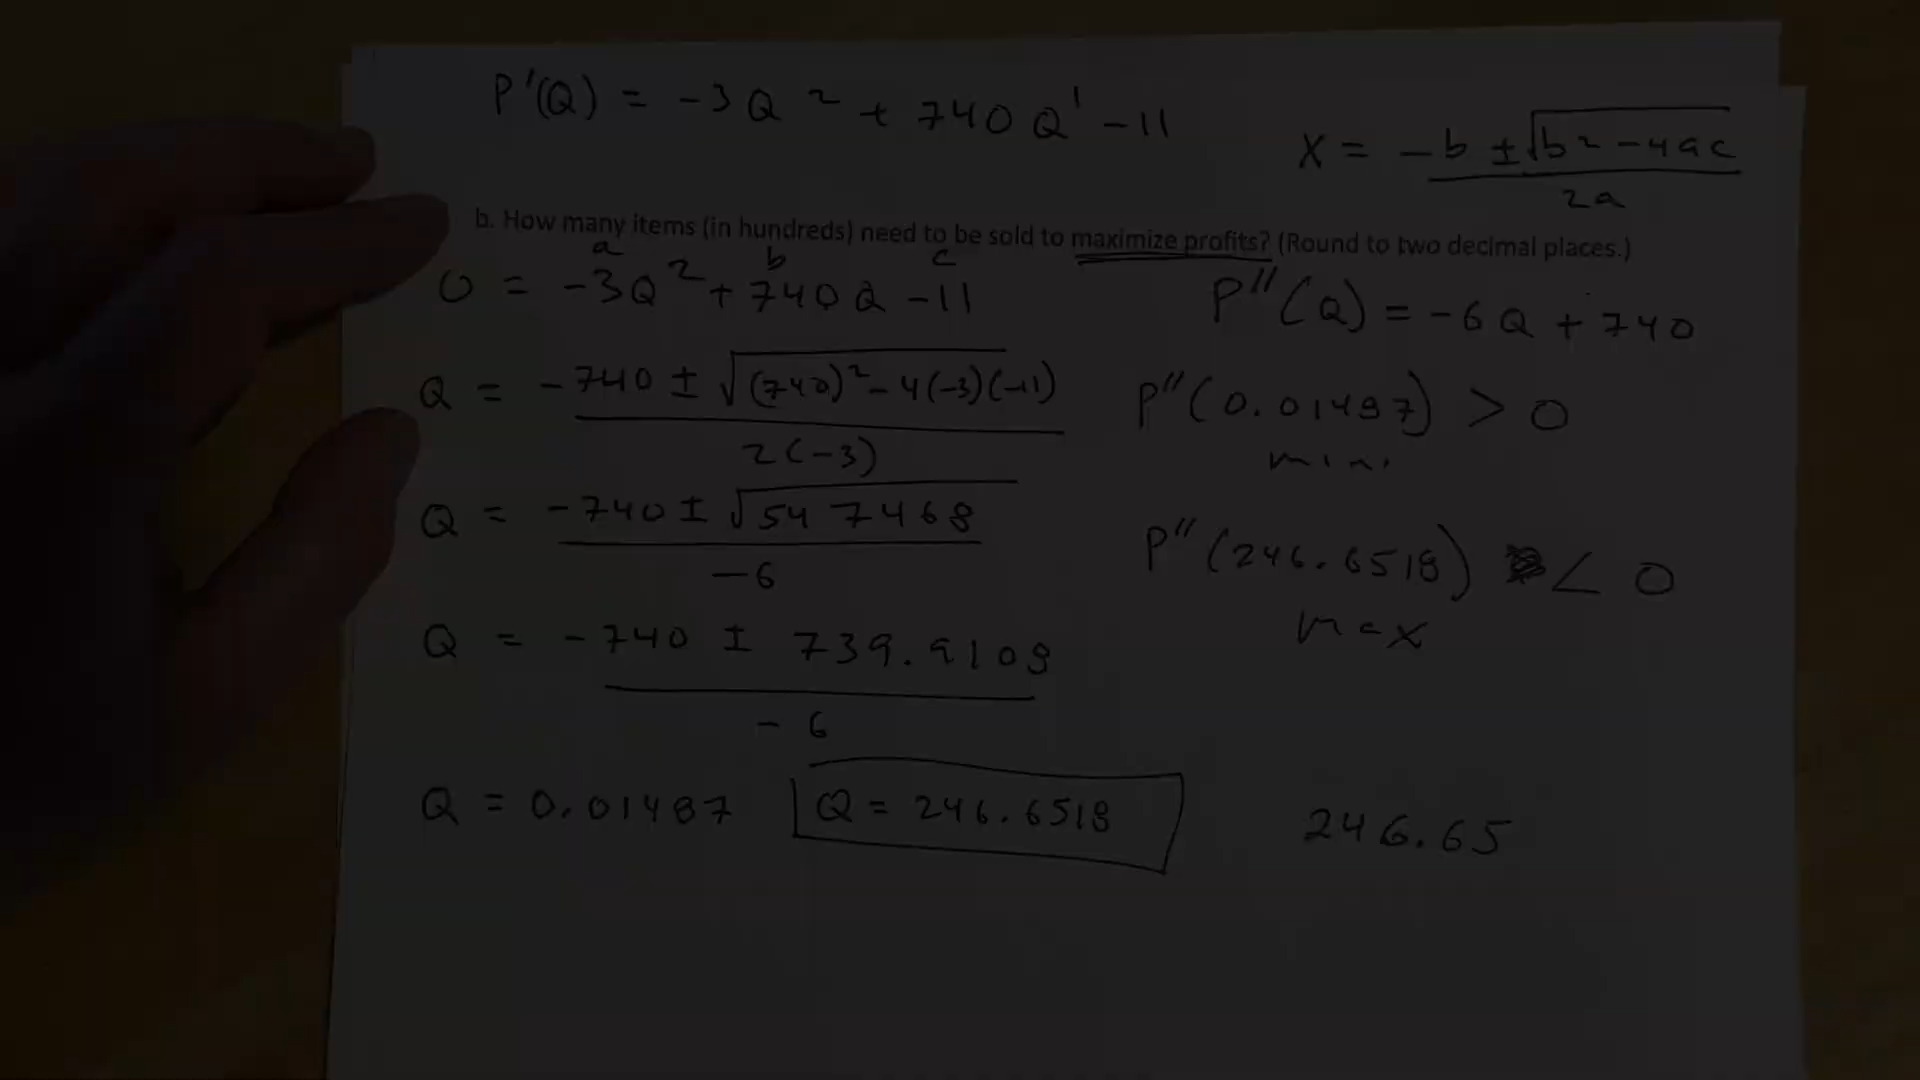 P'(Q) = -3Q² + 740Q¹ - 11
x = -b ± √b² - 4ac
2a
b. How many items (in hundreds) need to be sold to maximize profits? (Round to two decimal places.)
a b c
0 = -3Q² + 740Q - 11
P''(Q) = -6Q + 740
Q = -740 ± √(740)² - 4(-3)(-11)
2(-3)
P''(0.01487) > 0
min
Q = -740 ± √547468
-6
P''(246.6518) < 0
max
Q = -740 ± 739.9108
-6
Q = 0.01487
Q = 246.6518
246.65